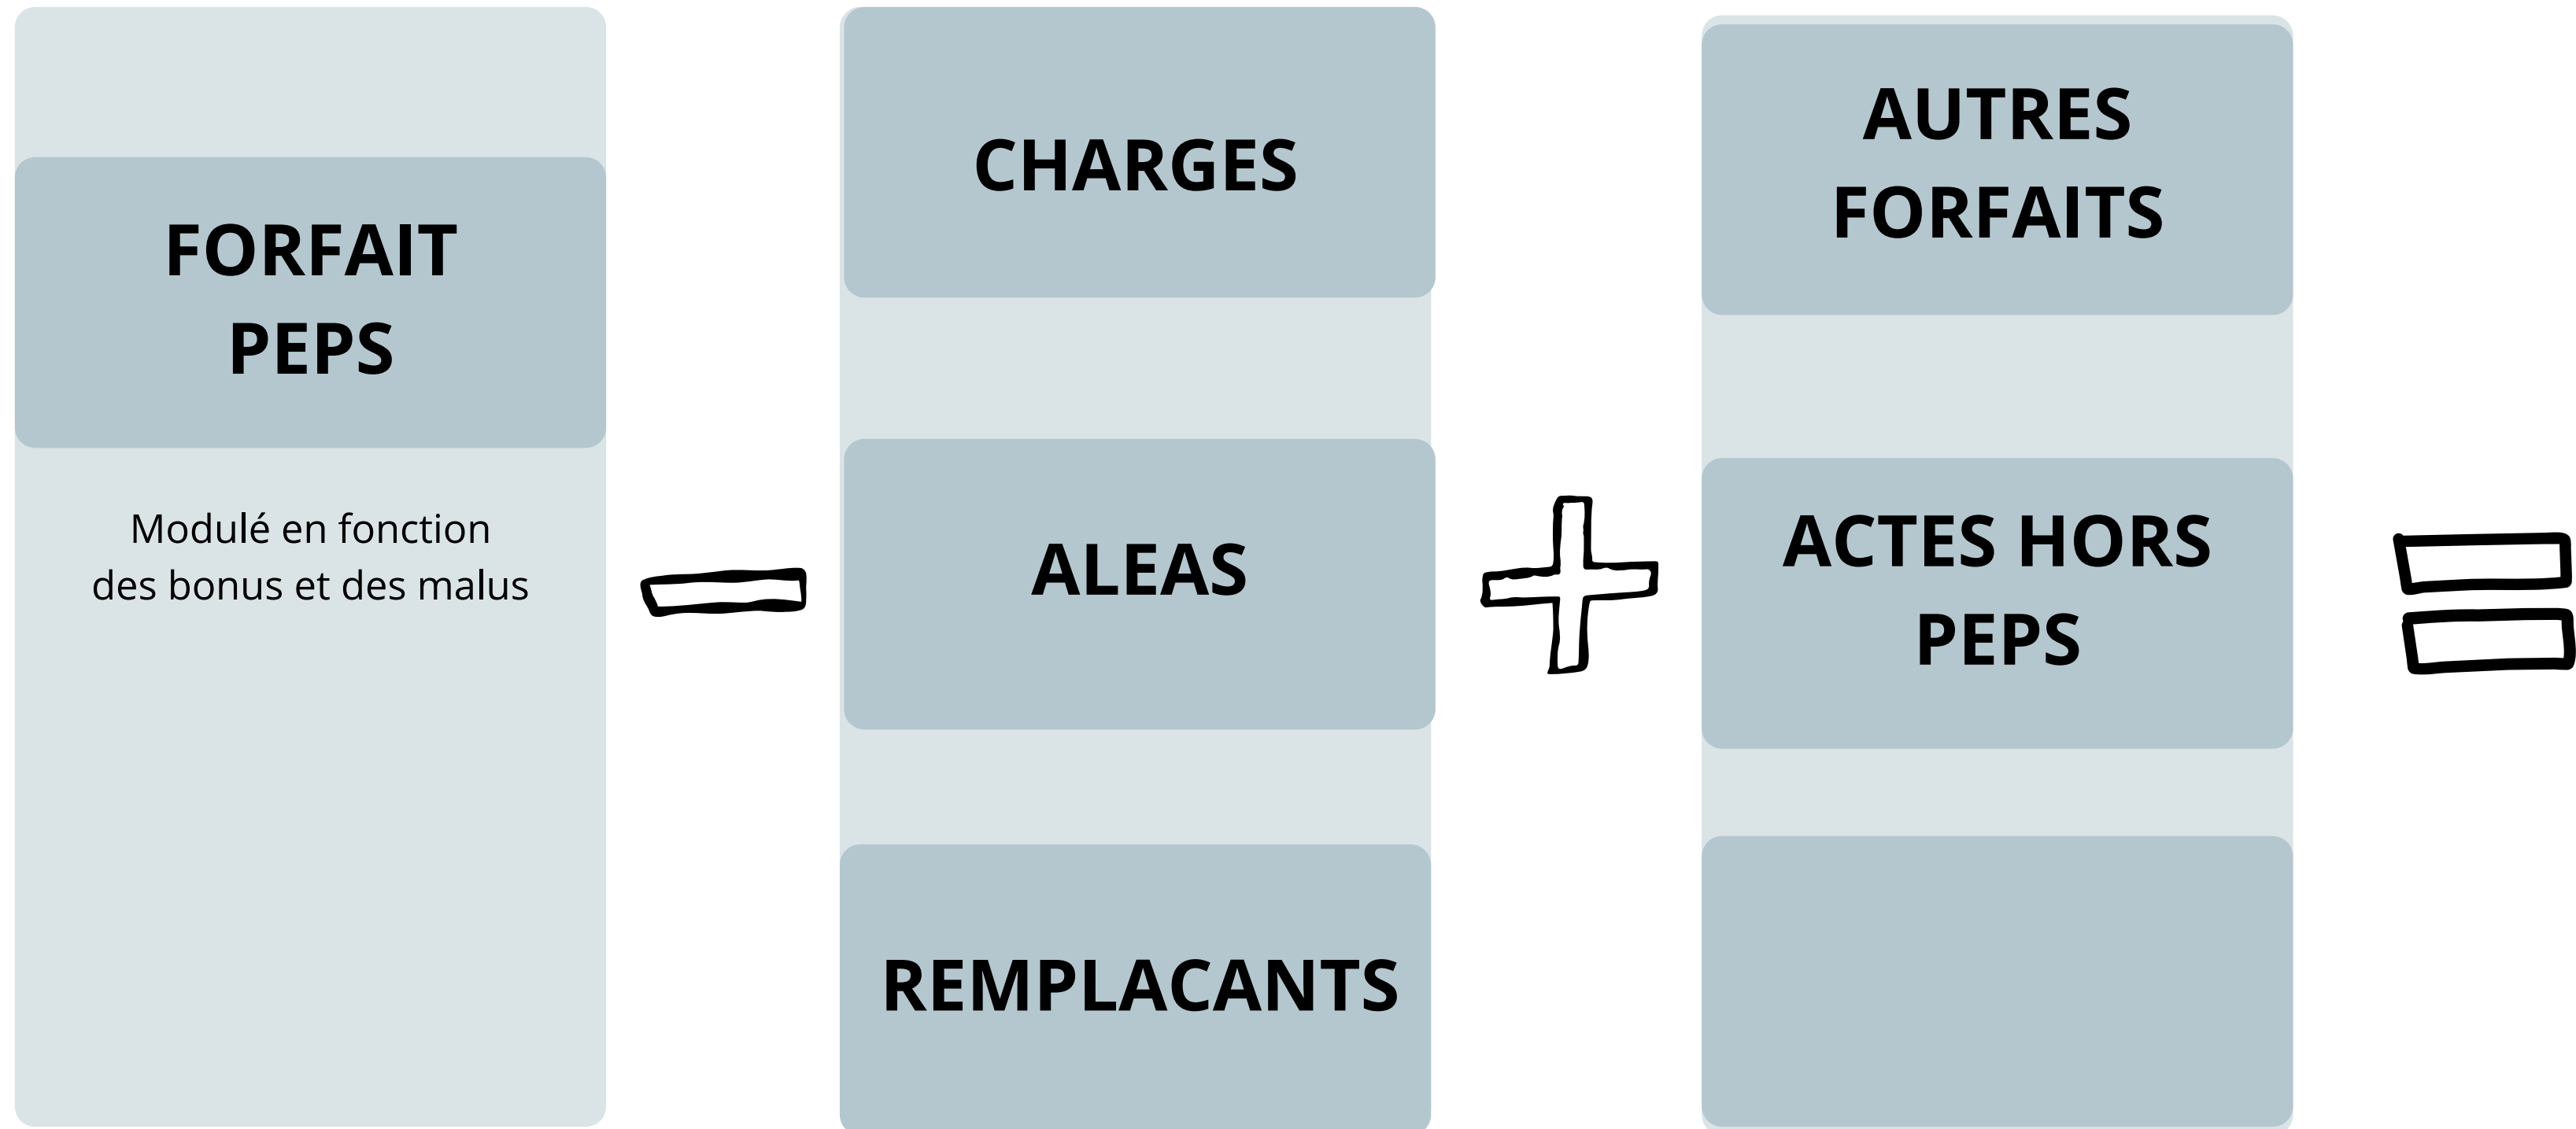 FORFAIT
PEPS
Modulé en fonction
des bonus et des malus
CHARGES
ALEAS
REMPLACANTS
AUTRES
FORFAITS
ACTES HORS
PEPS